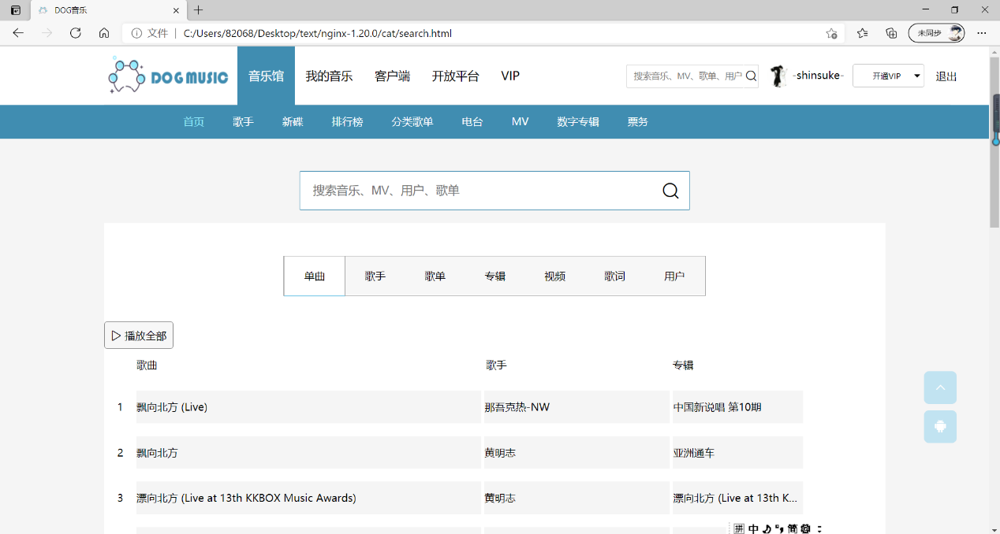 DOG音乐
文件 | C:/Users/82068/Desktop/text/nginx-1.20.0/cat/search.html 未同步
DOG MUSIC 音乐馆 我的音乐 客户端 开放平台 VIP 搜索音乐、MV、歌单、用户 -shinsuke- 开通VIP 退出
首页 歌手 新碟 排行榜 分类歌单 电台 MV 数字专辑 票务
搜索音乐、MV、用户、歌单
单曲 歌手 歌单 专辑 视频 歌词 用户
播放全部
歌曲 歌手 专辑
1 飘向北方 (Live) 那吾克热-NW 中国新说唱 第10期
2 飘向北方 黄明志 亚洲通车
3 漂向北方 (Live at 13th KKBOX Music Awards) 黄明志 漂向北方 (Live at 13th K...
拼 中 简